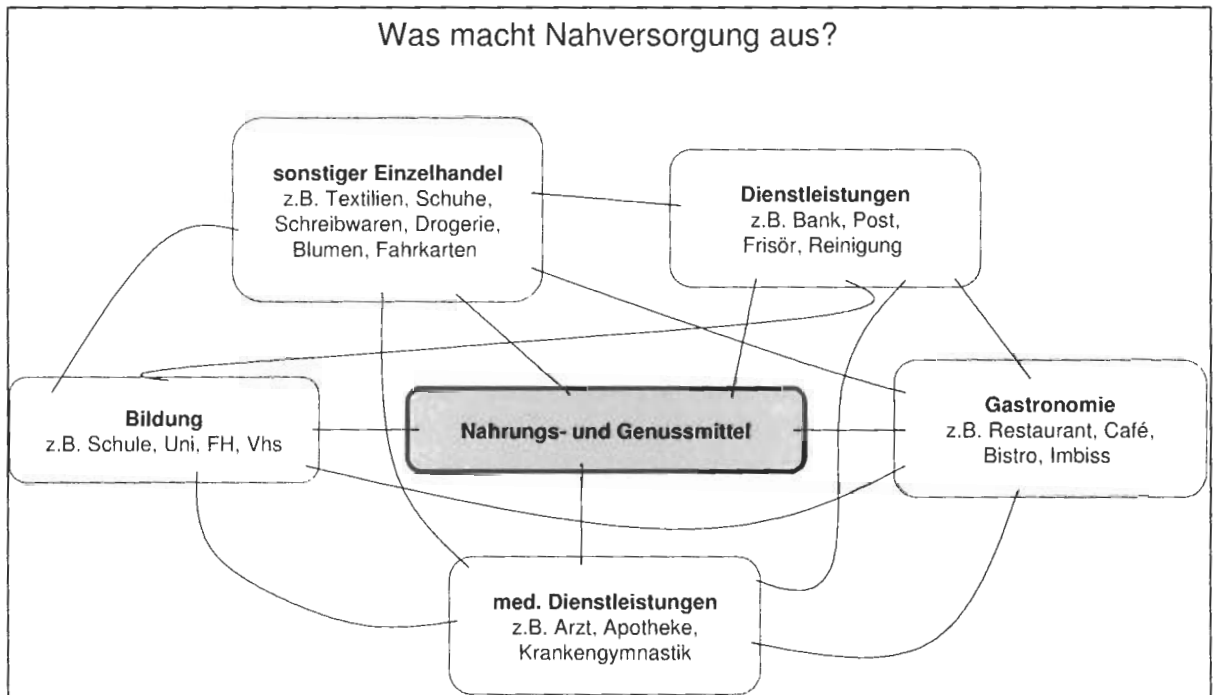 Was macht Nahversorgung aus?
sonstiger Einzelhandel
z.B. Textilien, Schuhe,
Schreibwaren, Drogerie,
Blumen, Fahrkarten
Dienstleistungen
z.B. Bank, Post,
Frisör, Reinigung
Bildung
z.B. Schule, Uni, FH, Vhs
Nahrungs- und Genussmittel
Gastronomie
z.B. Restaurant, Café,
Bistro, Imbiss
med. Dienstleistungen
z.B. Arzt, Apotheke,
Krankengymnastik